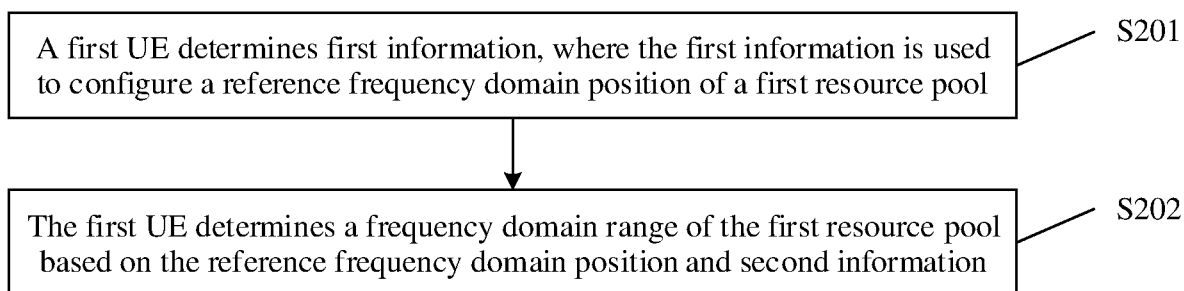 A first UE determines first information, where the first information is used
to configure a reference frequency domain position of a first resource pool
S201
The first UE determines a frequency domain range of the first resource pool
based on the reference frequency domain position and second information
S202